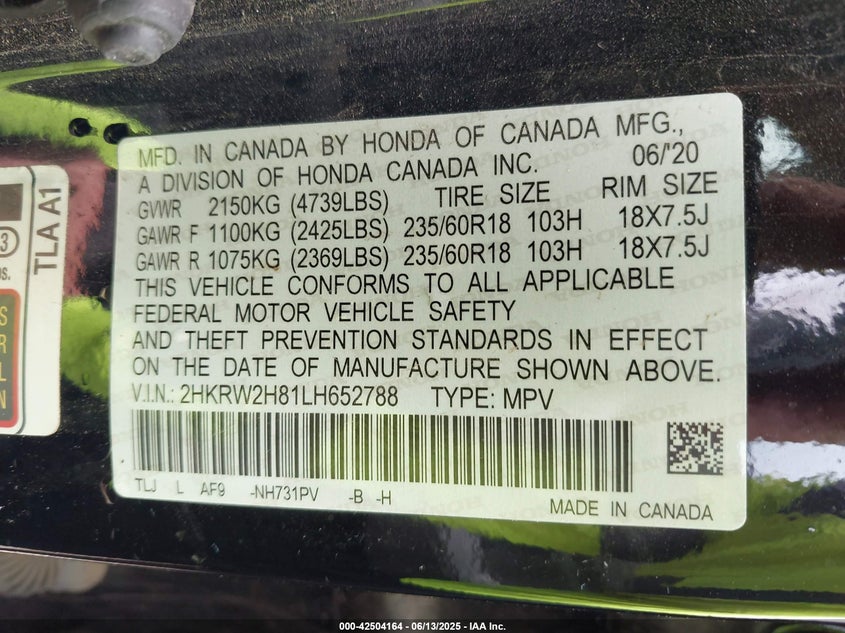 MFD. IN CANADA BY HONDA OF CANADA MFG.,
A DIVISION OF HONDA CANADA INC. 06/'20
GVWR 2150KG (4739LBS) TIRE SIZE RIM SIZE
GAWR F 1100KG (2425LBS) 235/60R18 103H 18X7.5J
GAWR R 1075KG (2369LBS) 235/60R18 103H 18X7.5J
THIS VEHICLE CONFORMS TO ALL APPLICABLE
FEDERAL MOTOR VEHICLE SAFETY
AND THEFT PREVENTION STANDARDS IN EFFECT
ON THE DATE OF MANUFACTURE SHOWN ABOVE.
V.I.N.: 2HKRW2H81LH652788 TYPE: MPV
TLJ L AF9 -NH731PV -B -H
MADE IN CANADA
TLA A1
000-42504164 - 06/13/2025 - IAA Inc.